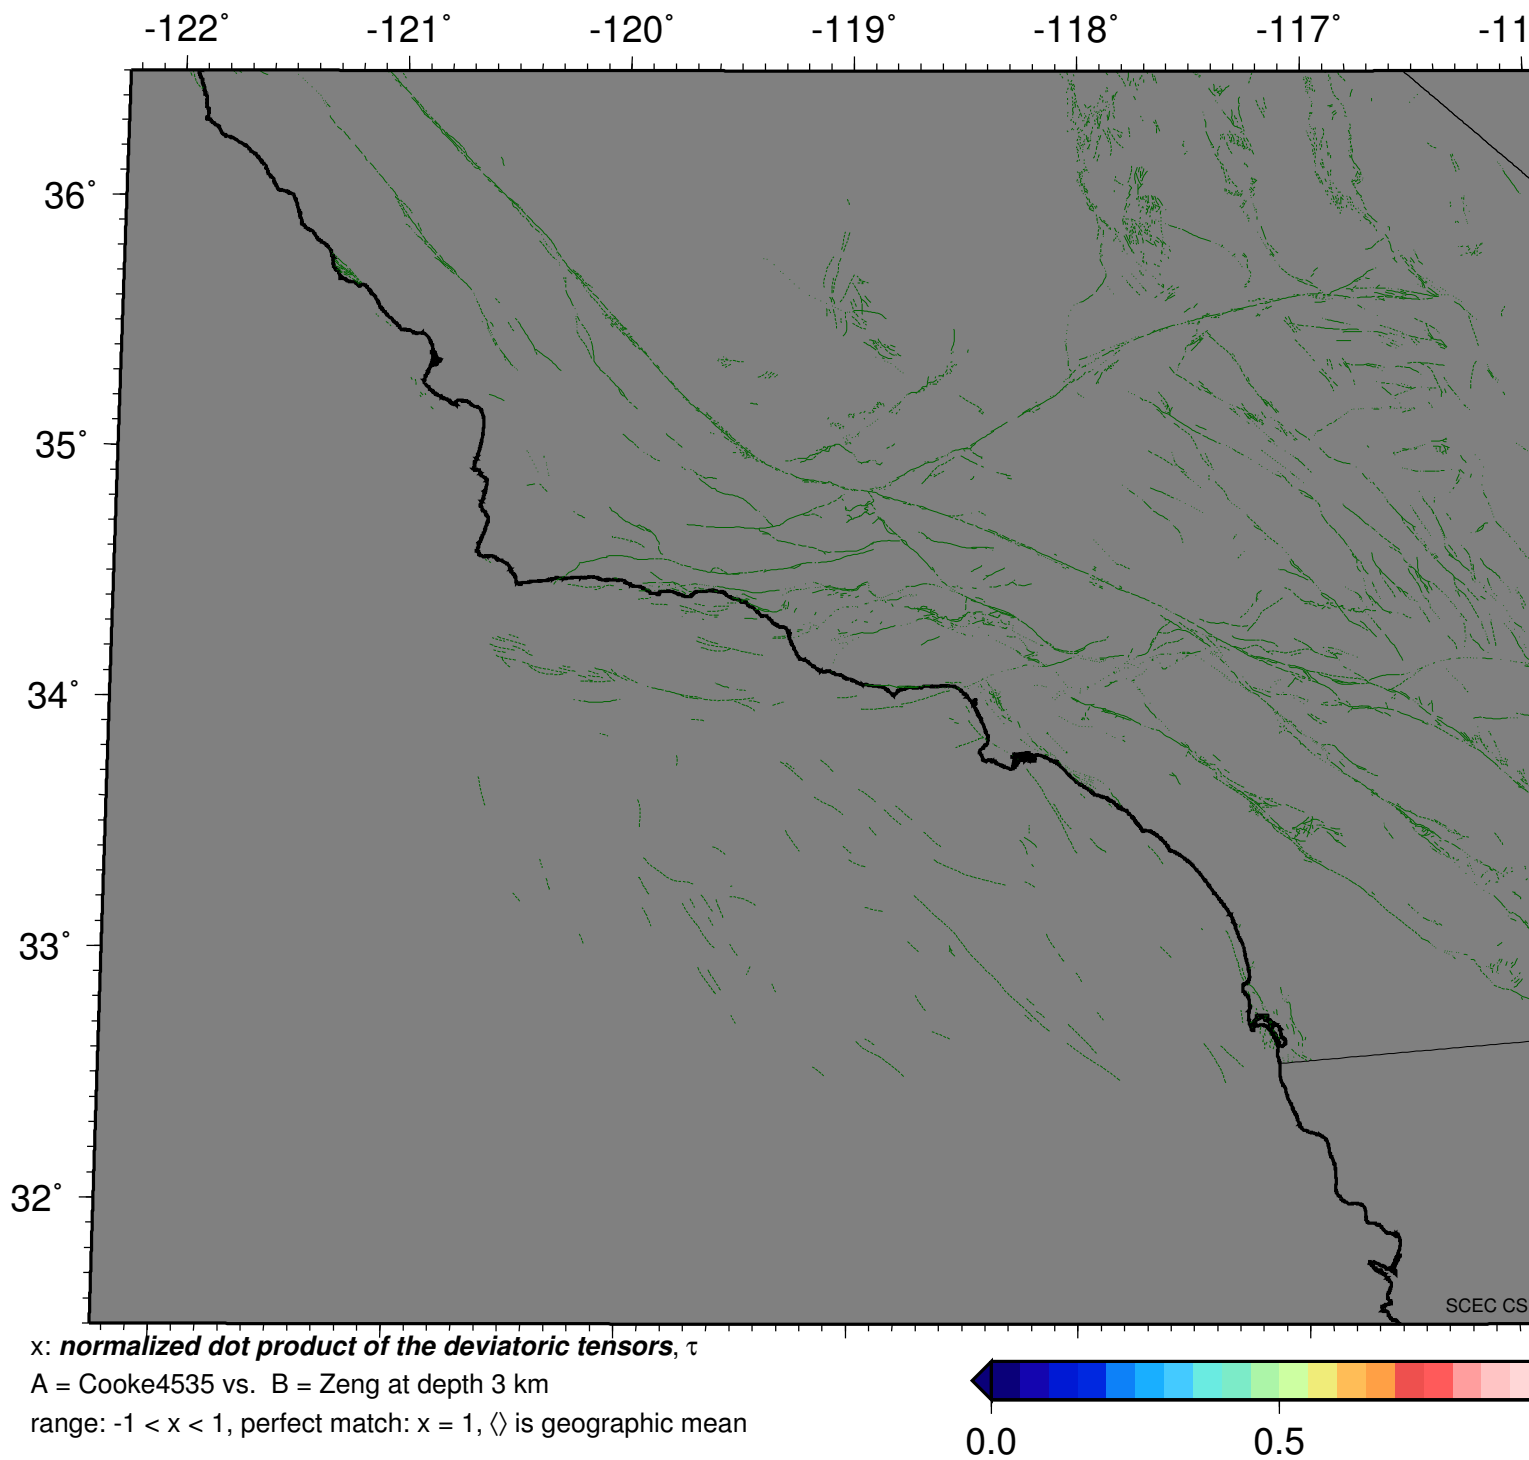 -122° -121° -120° -119° -118° -117° -11
36°
35°
34°
33°
32°
SCEC CS
x: normalized dot product of the deviatoric tensors, τ
A = Cooke4535 vs. B = Zeng at depth 3 km
range: -1 < x < 1, perfect match: x = 1, ⟨⟩ is geographic mean
0.0 0.5